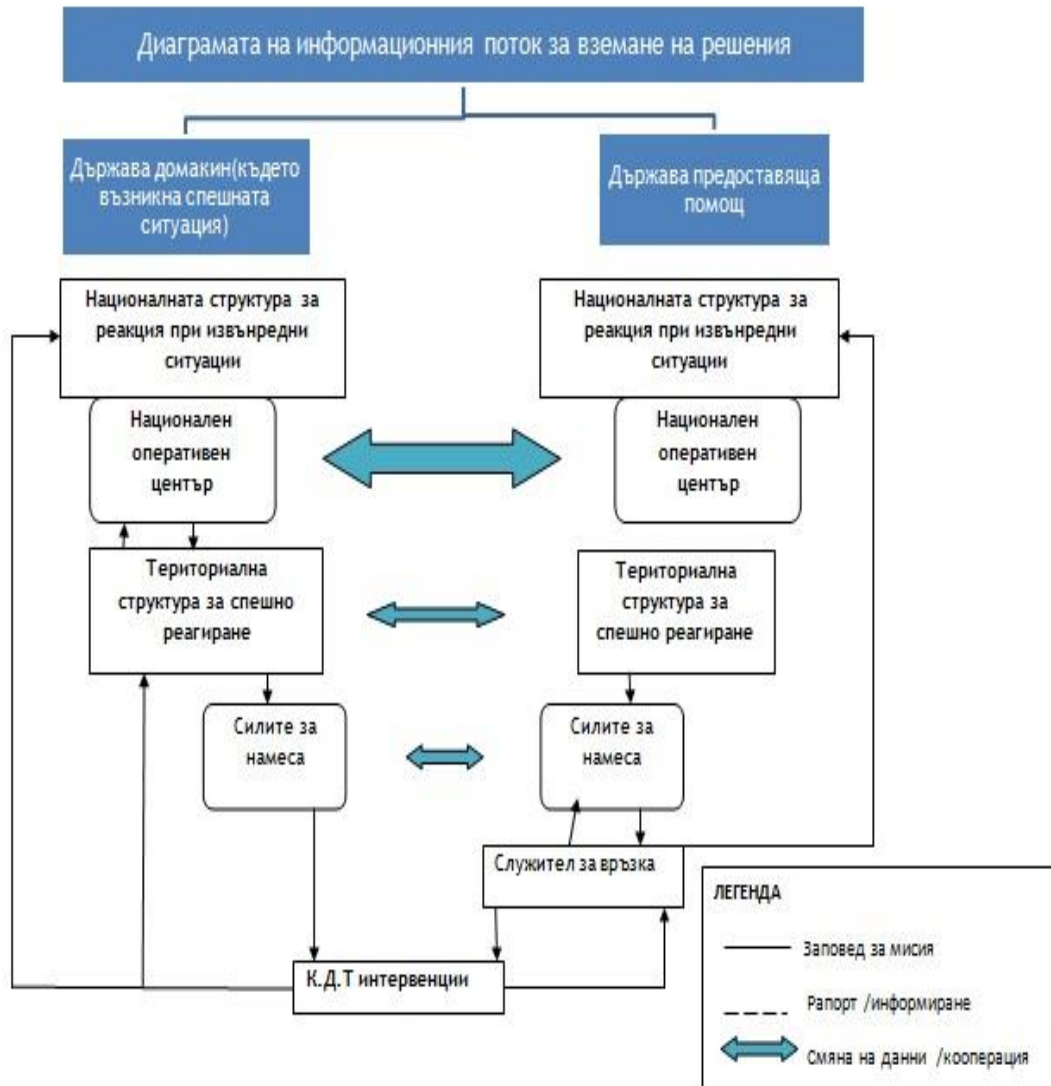 Диаграмата на информационния поток за вземане на решения
Държава домакин(където
възникна спешната
ситуация)
Държава предоставяща
помощ
Националната структура за
реакция при извънредни
ситуации
Националната структура за
реакция при извънредни
ситуации
Национален
оперативен
център
Национален
оперативен
център
Териториална
структура за спешно
реагиране
Териториална
структура за
спешно реагиране
Силите за
намеса
Силите за
намеса
Служител за връзка
К.Д.Т интервенции
ЛЕГЕНДА
Заповед за мисия
Рапорт /информиране
Смяна на данни /кооперация